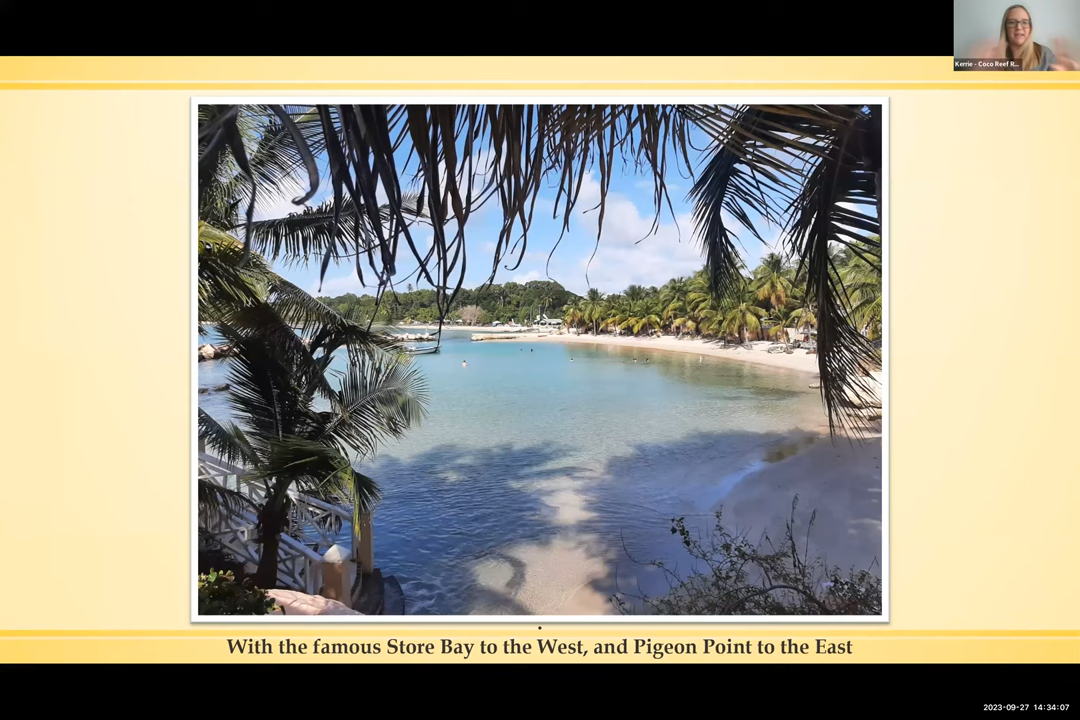 Kerrie - Coco Reef R...
With the famous Store Bay to the West, and Pigeon Point to the East
2023-09-27 14:34:07